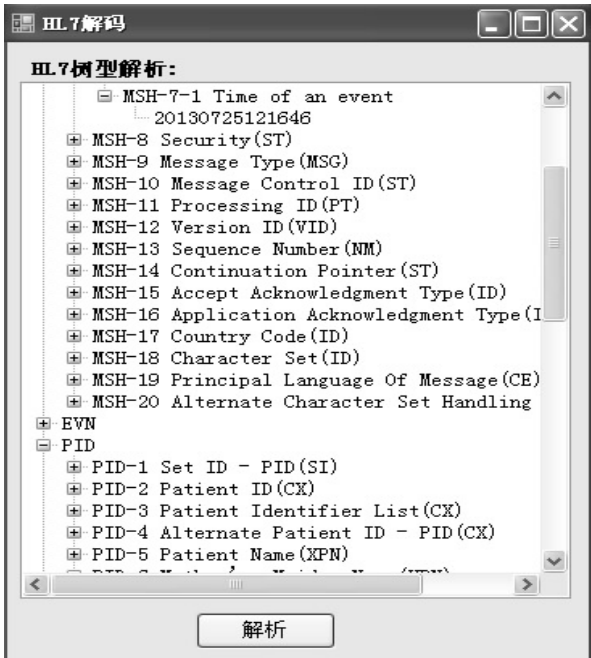 HL7解码
HL7树型解析:
MSH-7-1 Time of an event
20130725121646
MSH-8 Security(ST)
MSH-9 Message Type(MSG)
MSH-10 Message Control ID(ST)
MSH-11 Processing ID(PT)
MSH-12 Version ID(VID)
MSH-13 Sequence Number(NM)
MSH-14 Continuation Pointer(ST)
MSH-15 Accept Acknowledgment Type(ID)
MSH-16 Application Acknowledgment Type(I
MSH-17 Country Code(ID)
MSH-18 Character Set(ID)
MSH-19 Principal Language Of Message(CE)
MSH-20 Alternate Character Set Handling
EVN
PID
PID-1 Set ID - PID(SI)
PID-2 Patient ID(CX)
PID-3 Patient Identifier List(CX)
PID-4 Alternate Patient ID - PID(CX)
PID-5 Patient Name(XPN)
解析